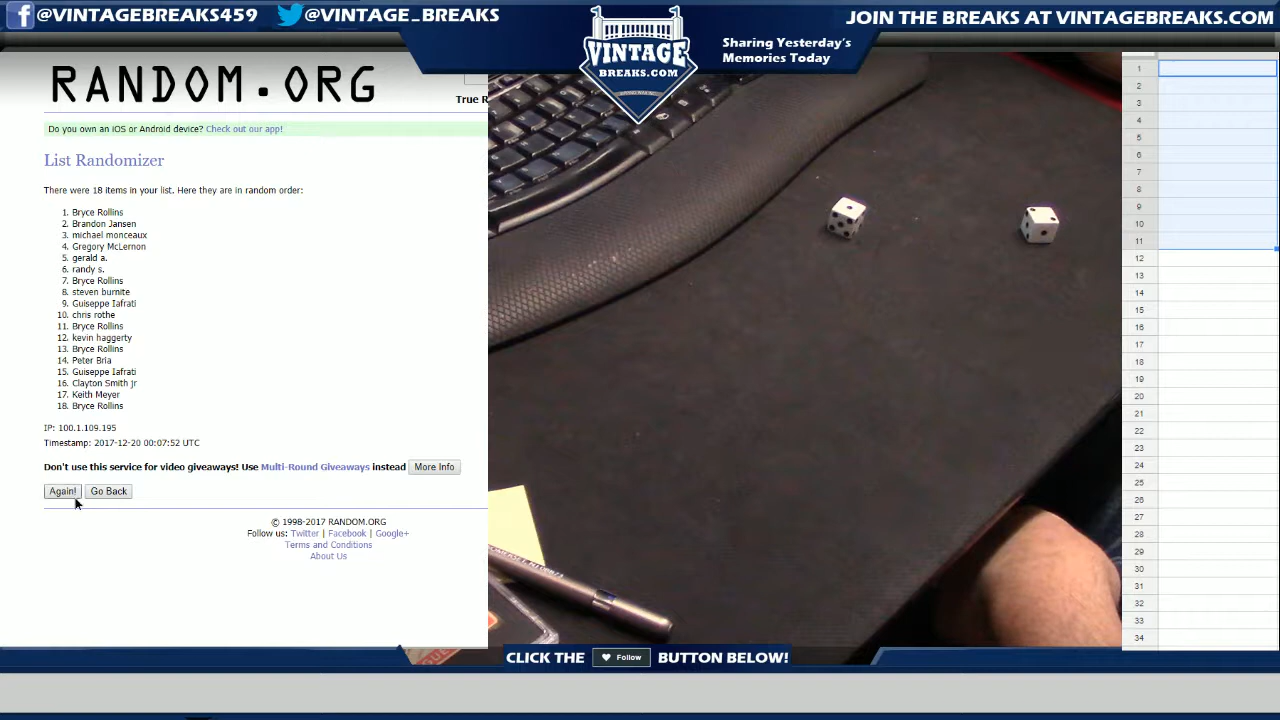 @VINTAGEBREAKS459 @VINTAGE_BREAKS
JOIN THE BREAKS AT VINTAGEBREAKS.COM
VINTAGE
BREAKS.COM
Sharing Yesterday's
Memories Today
RANDOM.ORG
True R
Do you own an iOS or Android device? Check out our app!
List Randomizer
There were 18 items in your list. Here they are in random order:
1. Bryce Rollins
2. Brandon Jansen
3. michael monceaux
4. Gregory McLernon
5. gerald a.
6. randy s.
7. Bryce Rollins
8. steven burnite
9. Guiseppe Iafrati
10. chris rothe
11. Bryce Rollins
12. kevin haggerty
13. Bryce Rollins
14. Peter Bria
15. Guiseppe Iafrati
16. Clayton Smith jr
17. Keith Meyer
18. Bryce Rollins
IP: 100.1.109.195
Timestamp: 2017-12-20 00:07:52 UTC
Don't use this service for video giveaways! Use Multi-Round Giveaways instead More Info
Again! Go Back
© 1998-2017 RANDOM.ORG
Follow us: Twitter | Facebook | Google+
Terms and Conditions
About Us
1
2
3
4
5
6
7
8
9
10
11
12
13
14
15
16
17
18
19
20
21
22
23
24
25
26
27
28
29
30
31
32
33
34
CLICK THE Follow BUTTON BELOW!